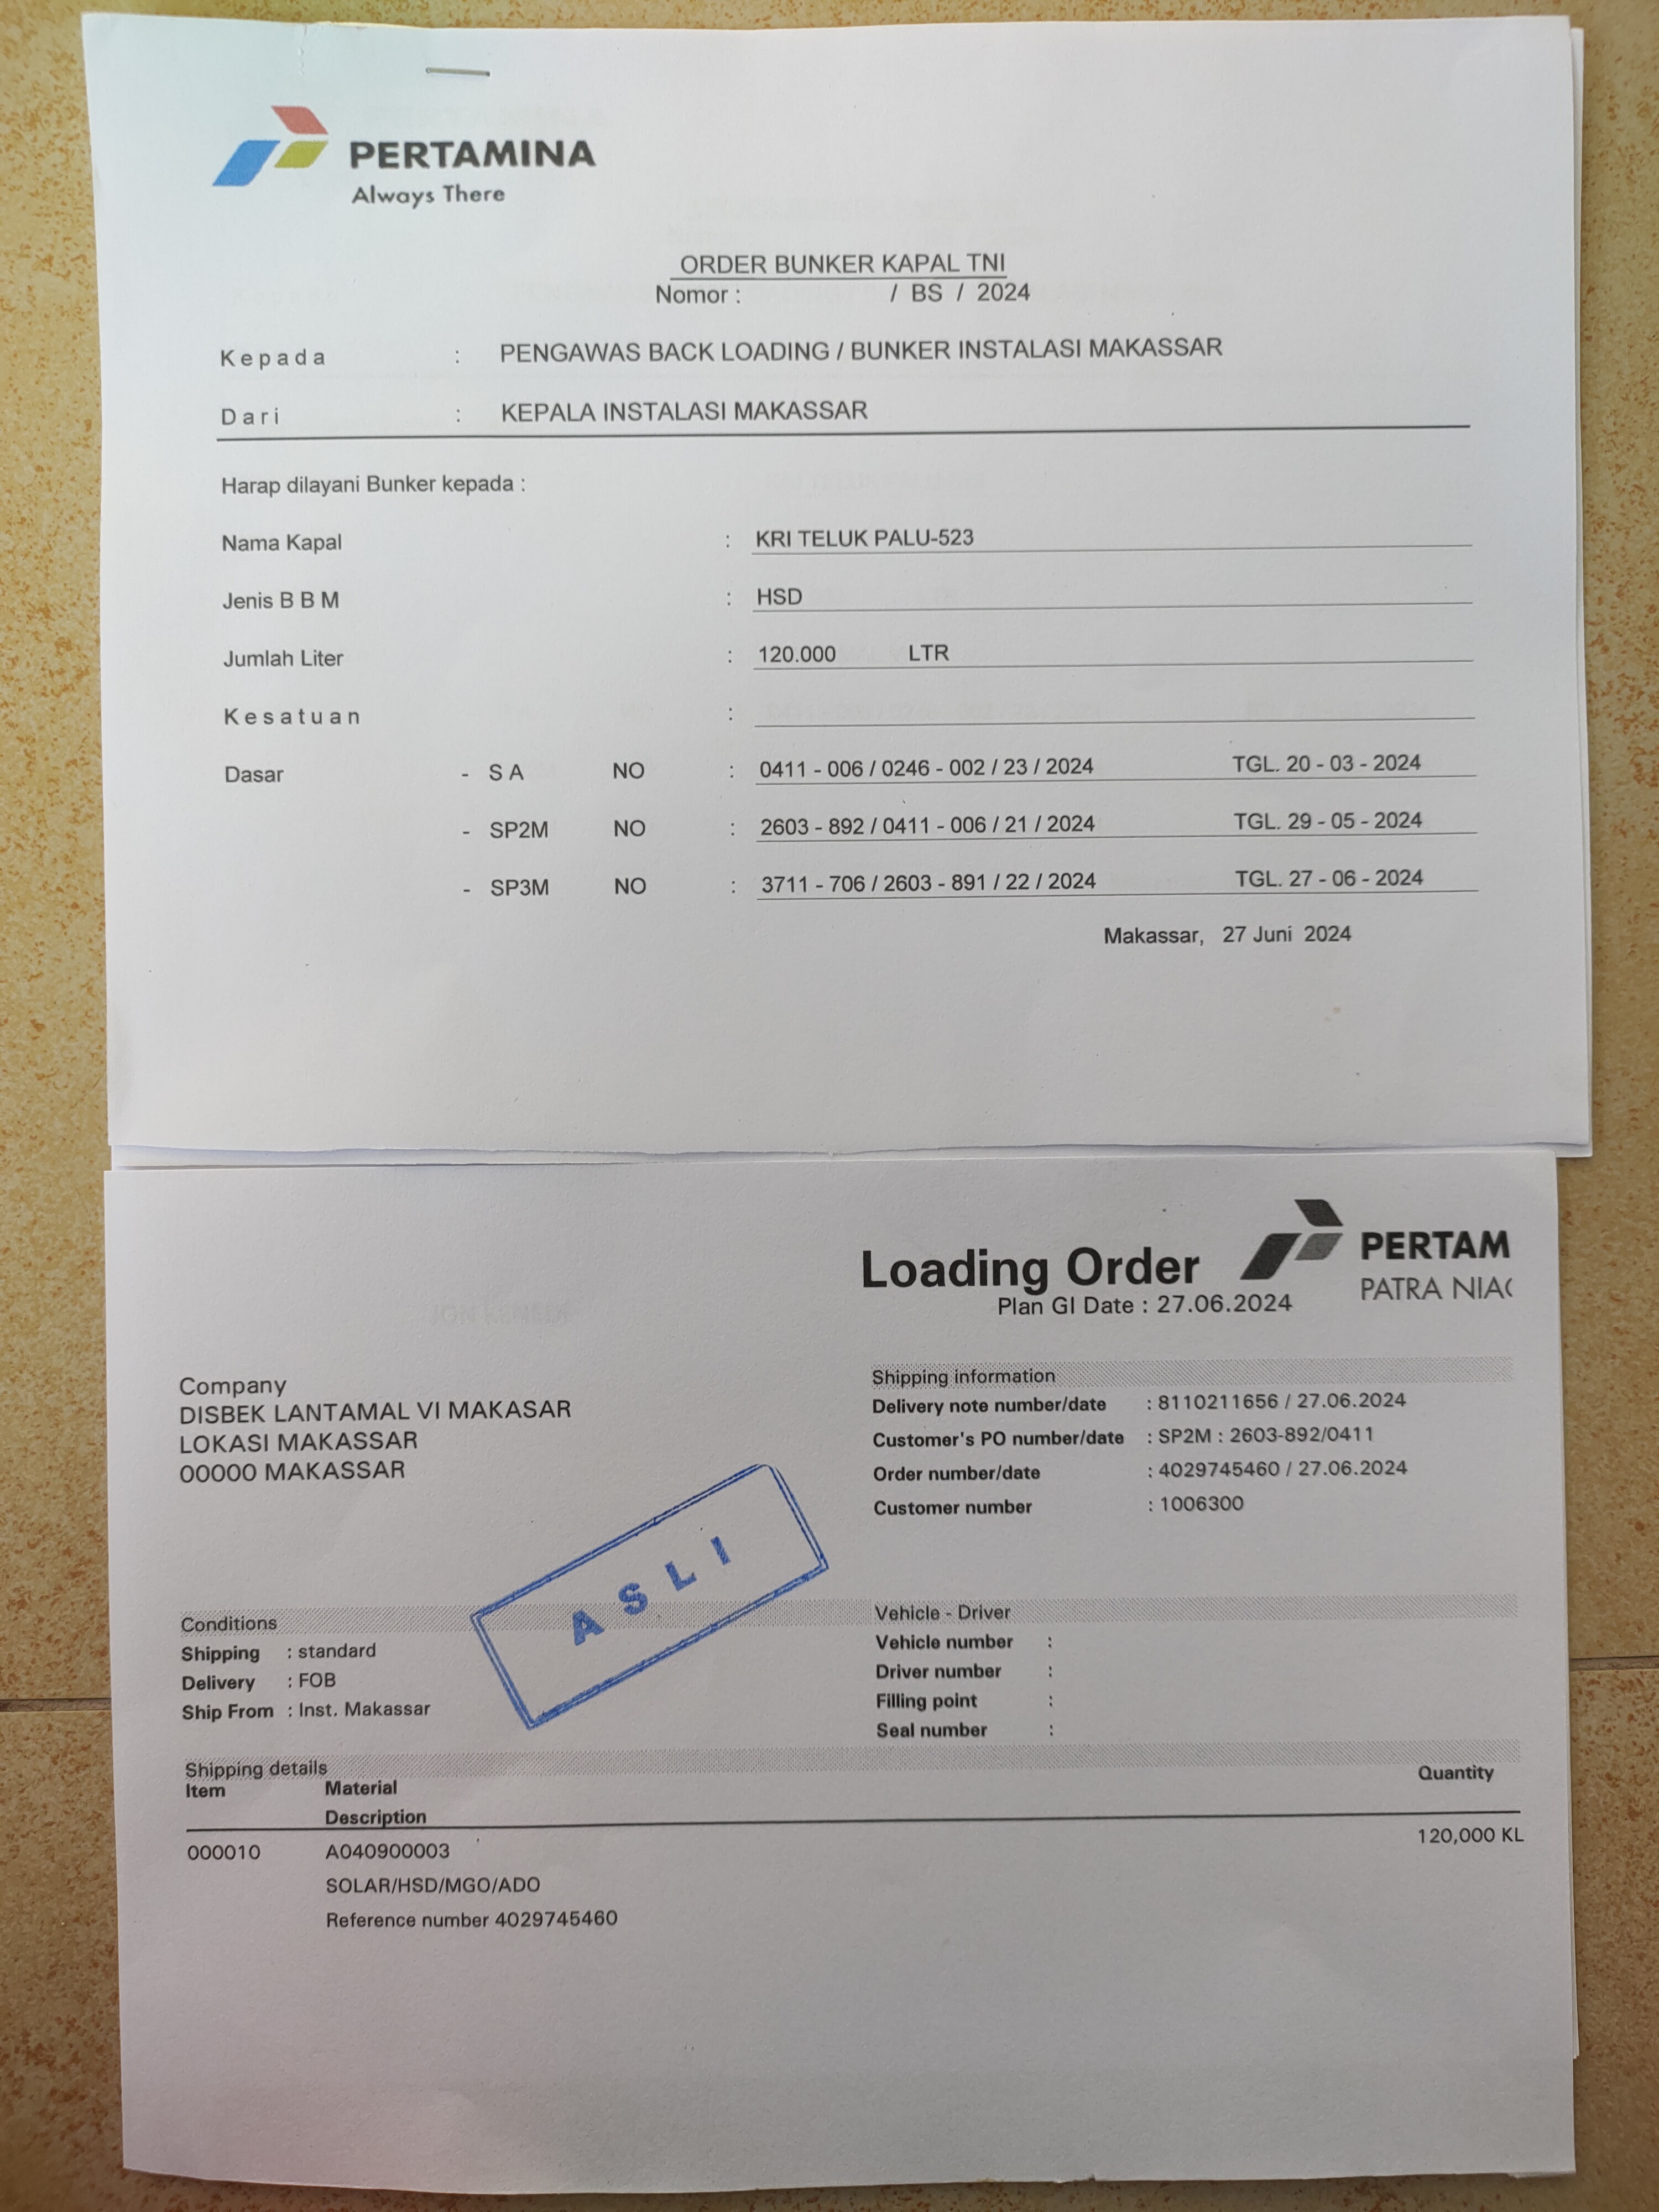 PERTAMINA
Always There
ORDER BUNKER KAPAL TNI
Nomor : / BS / 2024
Kepada : PENGAWAS BACK LOADING / BUNKER INSTALASI MAKASSAR
Dari : KEPALA INSTALASI MAKASSAR
Harap dilayani Bunker kepada :
Nama Kapal : KRI TELUK PALU-523
Jenis B B M : HSD
Jumlah Liter : 120.000 LTR
Kesatuan :
Dasar - S A NO : 0411 - 006 / 0246 - 002 / 23 / 2024 TGL. 20 - 03 - 2024
- SP2M NO : 2603 - 892 / 0411 - 006 / 21 / 2024 TGL. 29 - 05 - 2024
- SP3M NO : 3711 - 706 / 2603 - 891 / 22 / 2024 TGL. 27 - 06 - 2024
Makassar, 27 Juni 2024
Loading Order
PERTAM
PATRA NIAG
Plan GI Date : 27.06.2024
Company
DISBEK LANTAMAL VI MAKASAR
LOKASI MAKASSAR
00000 MAKASSAR
Shipping information
Delivery note number/date : 8110211656 / 27.06.2024
Customer's PO number/date : SP2M : 2603-892/0411
Order number/date : 4029745460 / 27.06.2024
Customer number : 1006300
ASLI
Conditions
Shipping : standard
Delivery : FOB
Ship From : Inst. Makassar
Vehicle - Driver
Vehicle number :
Driver number :
Filling point :
Seal number :
Shipping details
Item Material Quantity
Description
000010 A040900003 120,000 KL
SOLAR/HSD/MGO/ADO
Reference number 4029745460